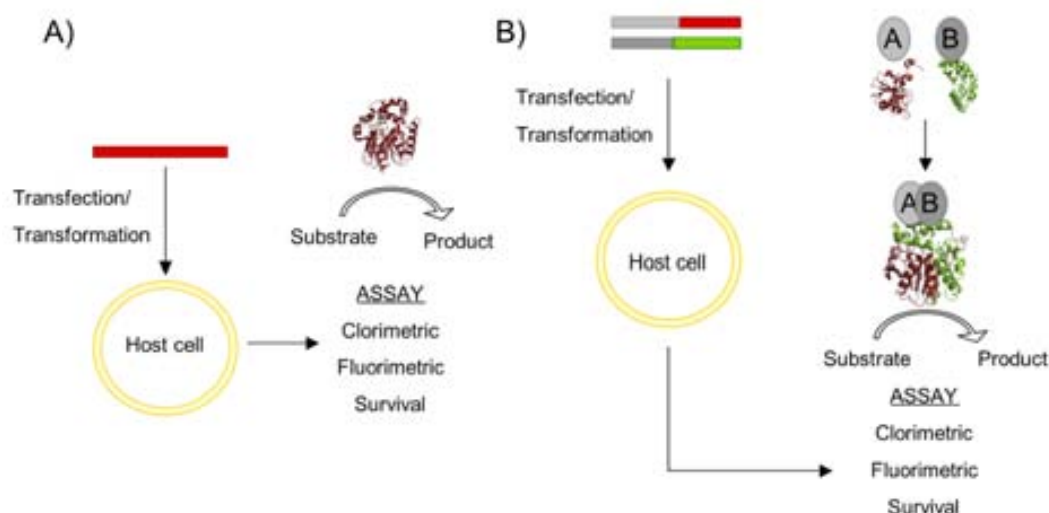 A)
Transfection/
Transformation
Host cell
Substrate
Product
ASSAY
Clorimetric
Fluorimetric
Survival
B)
Transfection/
Transformation
Host cell
A
B
A
B
Substrate
Product
ASSAY
Clorimetric
Fluorimetric
Survival